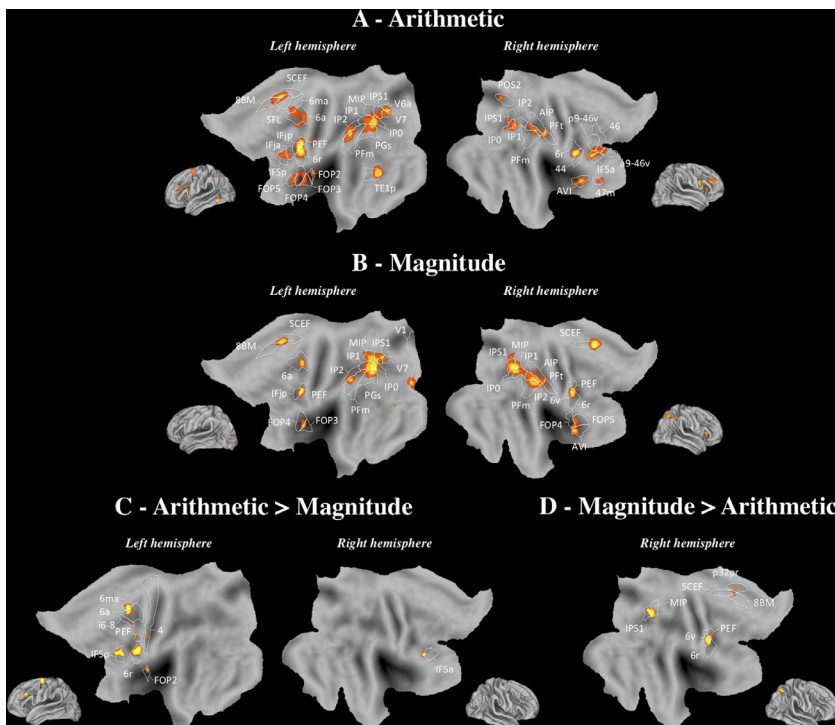 A - Arithmetic
Left hemisphere
Right hemisphere
SCEF
8BM
6ma
SFL
6a
IFJp
IFja
PEF
6r
IFSp
FOP5
FOP4
FOP2
FOP3
MIP
IPS1
V6a
IP1
IP2
V7
IP0
PGs
PFm
TE1p
POS2
IP2
IPS1
AIP
PFt
IP0
IP1
PFm
p9-46v
46
6r
44
a9-46v
IFSa
AVI
47m
B - Magnitude
Left hemisphere
Right hemisphere
SCEF
8BM
6a
IFJp
PEF
FOP4
FOP3
MIP
IPS1
V1
IP1
IP2
V7
IP0
PGs
PFm
SCEF
MIP
IPS1
IP1
AIP
PFt
IP0
IP2
PFm
6v
PEF
6r
FOP4
FOP5
AVI
C - Arithmetic > Magnitude
D - Magnitude > Arithmetic
Left hemisphere
Right hemisphere
Right hemisphere
6ma
6a
i6-8
PEF
4
IFSp
6r
FOP2
IFSa
p32pr
SCEF
MIP
8BM
IPS1
6v
PEF
6r